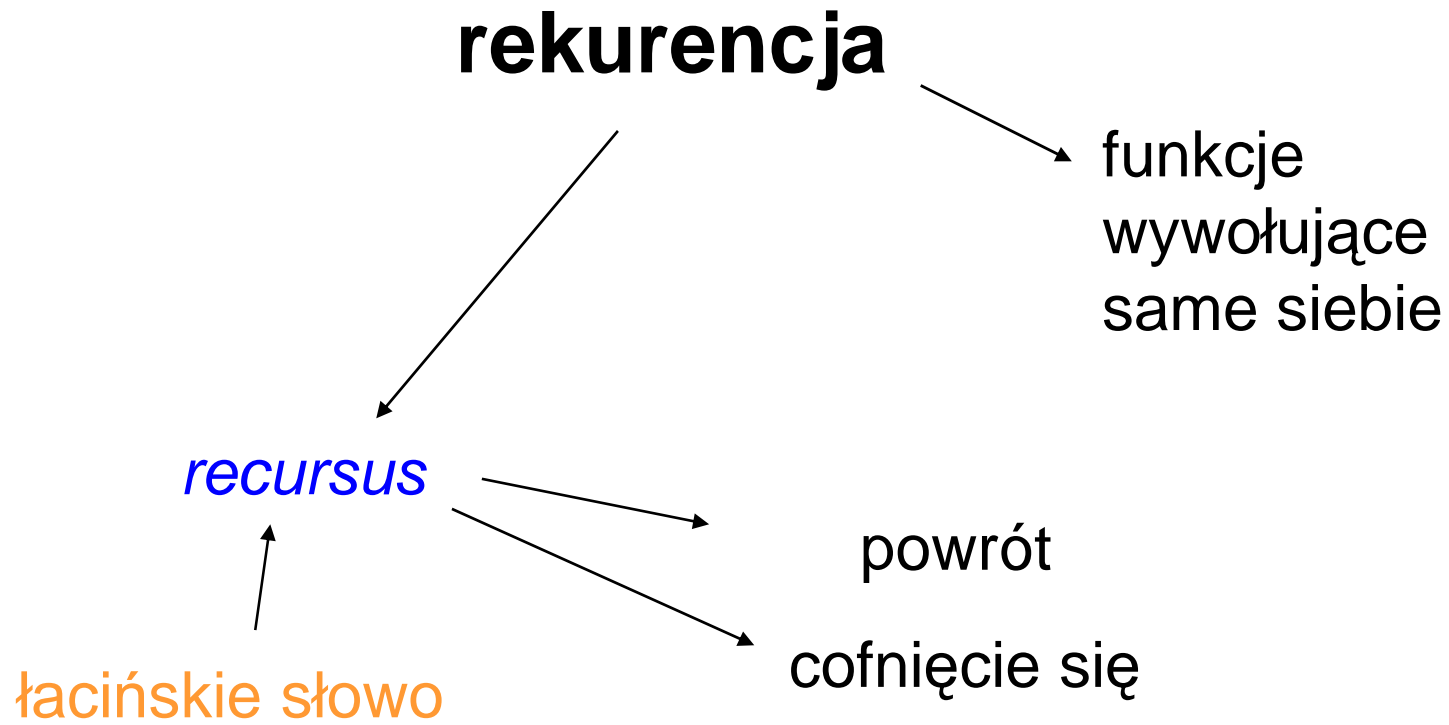 rekurencja
funkcje
wywołujące
same siebie
recursus
powrót
cofnięcie się
łacińskie słowo